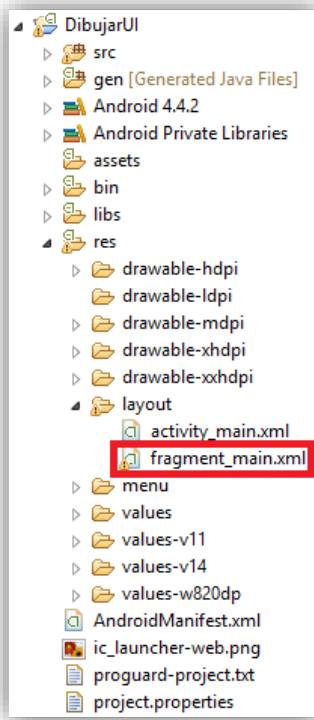 DibujarUI
src
gen [Generated Java Files]
Android 4.4.2
Android Private Libraries
assets
bin
libs
res
drawable-hdpi
drawable-ldpi
drawable-mdpi
drawable-xhdpi
drawable-xxhdpi
layout
activity_main.xml
fragment_main.xml
menu
values
values-v11
values-v14
values-w820dp
AndroidManifest.xml
ic_launcher-web.png
proguard-project.txt
project.properties